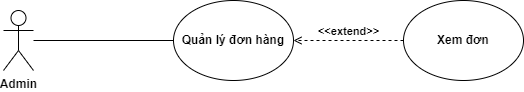 Quản lý đơn hàng
<<extend>>
Xem đơn
Admin